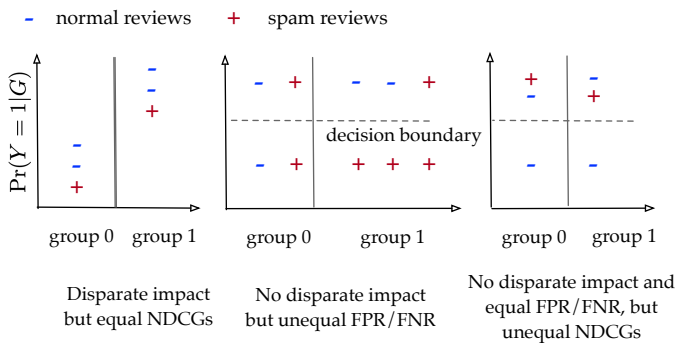 – normal reviews + spam reviews
Pr(Y = 1|G)
decision boundary
group 0 group 1 group 0 group 1 group 0 group 1
Disparate impact
but equal NDCGs
No disparate impact
but unequal FPR/FNR
No disparate impact and
equal FPR/FNR, but
unequal NDCGs